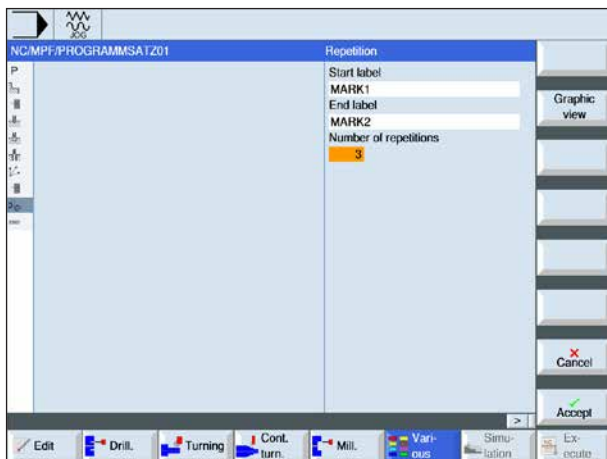 JOG
NC/MPF/PROGRAMMSATZ01
Repetition
P
Start label
MARK1
End label
MARK2
Number of repetitions
3
Graphic
view
Cancel
Accept
>
Edit
Drill.
Turning
Cont.
turn.
Mill.
Vari-
ous
Simu-
lation
Ex-
ecute